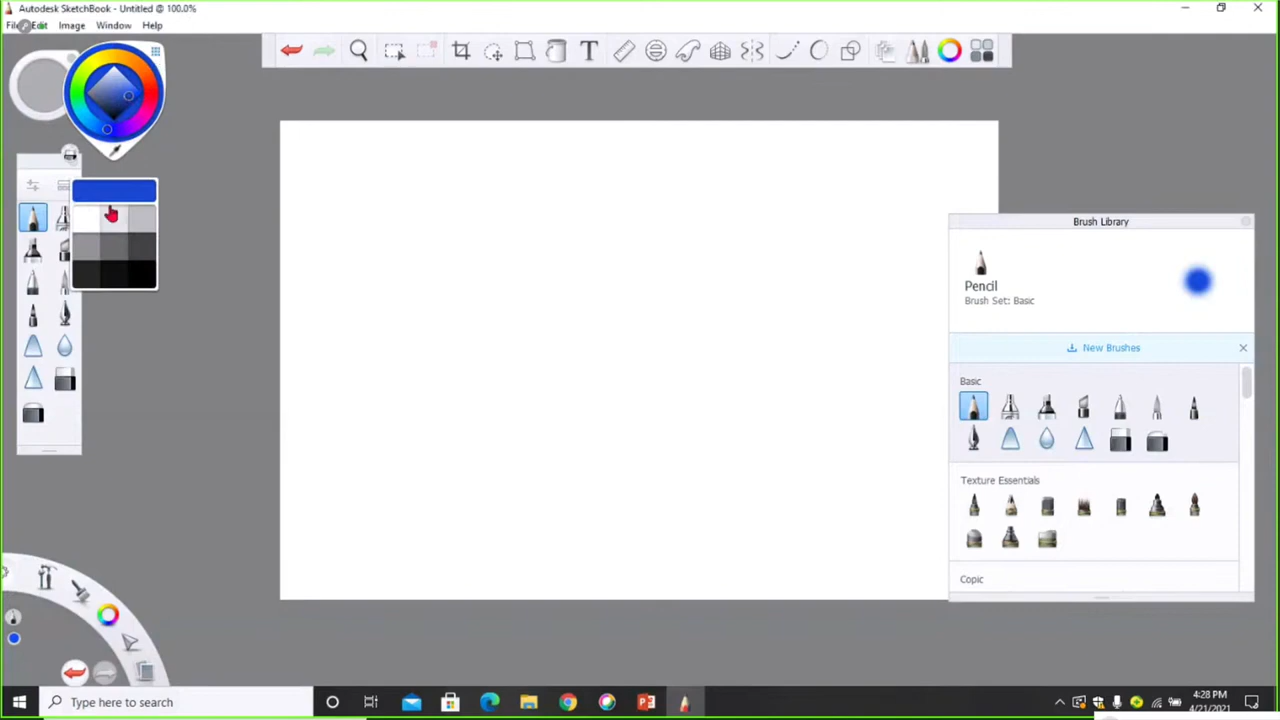 Autodesk SketchBook - Untitled @ 100.0%
File Edit Image Window Help
T
Brush Library
Pencil
Brush Set: Basic
New Brushes
Basic
Texture Essentials
Copic
Type here to search
4:28 PM
4/21/2021